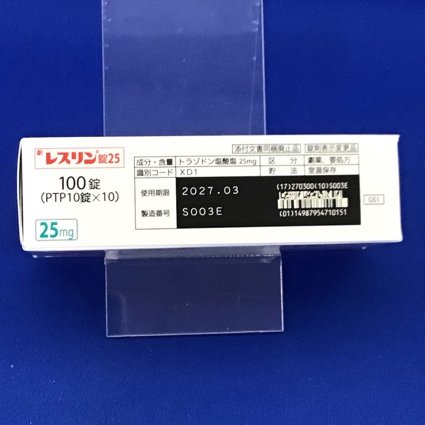 劇 レスリン®錠25
100錠
(PTP10錠×10)
25mg
添付文書同梱廃止品 錠剤表示変更品
成分・含量 トラゾドン塩酸塩 25mg 区分 劇薬、要処方
識別コード XD1 貯法 室温保存
使用期限 2027.03
製造番号 S003E
(17)270300(10)S003E
(01)14987954710151
GS1